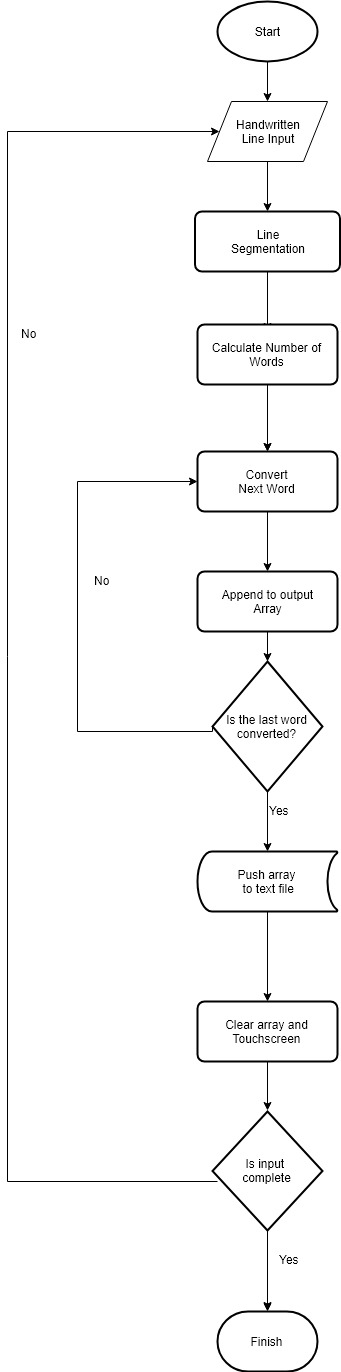 Start
Handwritten
Line Input
Line
Segmentation
No
Calculate Number of
Words
Convert
Next Word
No
Append to output
Array
Is the last word
converted?
Yes
Push array
to text file
Clear array and
Touchscreen
Is input
complete
Yes
Finish